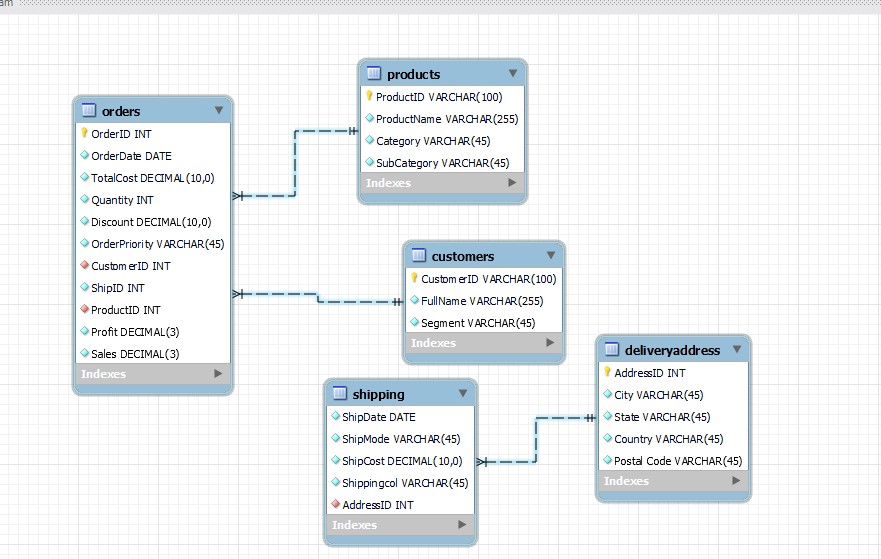 am
orders
OrderID INT
OrderDate DATE
TotalCost DECIMAL(10,0)
Quantity INT
Discount DECIMAL(10,0)
OrderPriority VARCHAR(45)
CustomerID INT
ShipID INT
ProductID INT
Profit DECIMAL(3)
Sales DECIMAL(3)
Indexes
products
ProductID VARCHAR(100)
ProductName VARCHAR(255)
Category VARCHAR(45)
SubCategory VARCHAR(45)
Indexes
customers
CustomerID VARCHAR(100)
FullName VARCHAR(255)
Segment VARCHAR(45)
Indexes
shipping
ShipDate DATE
ShipMode VARCHAR(45)
ShipCost DECIMAL(10,0)
Shippingcol VARCHAR(45)
AddressID INT
Indexes
deliveryaddress
AddressID INT
City VARCHAR(45)
State VARCHAR(45)
Country VARCHAR(45)
Postal Code VARCHAR(45)
Indexes